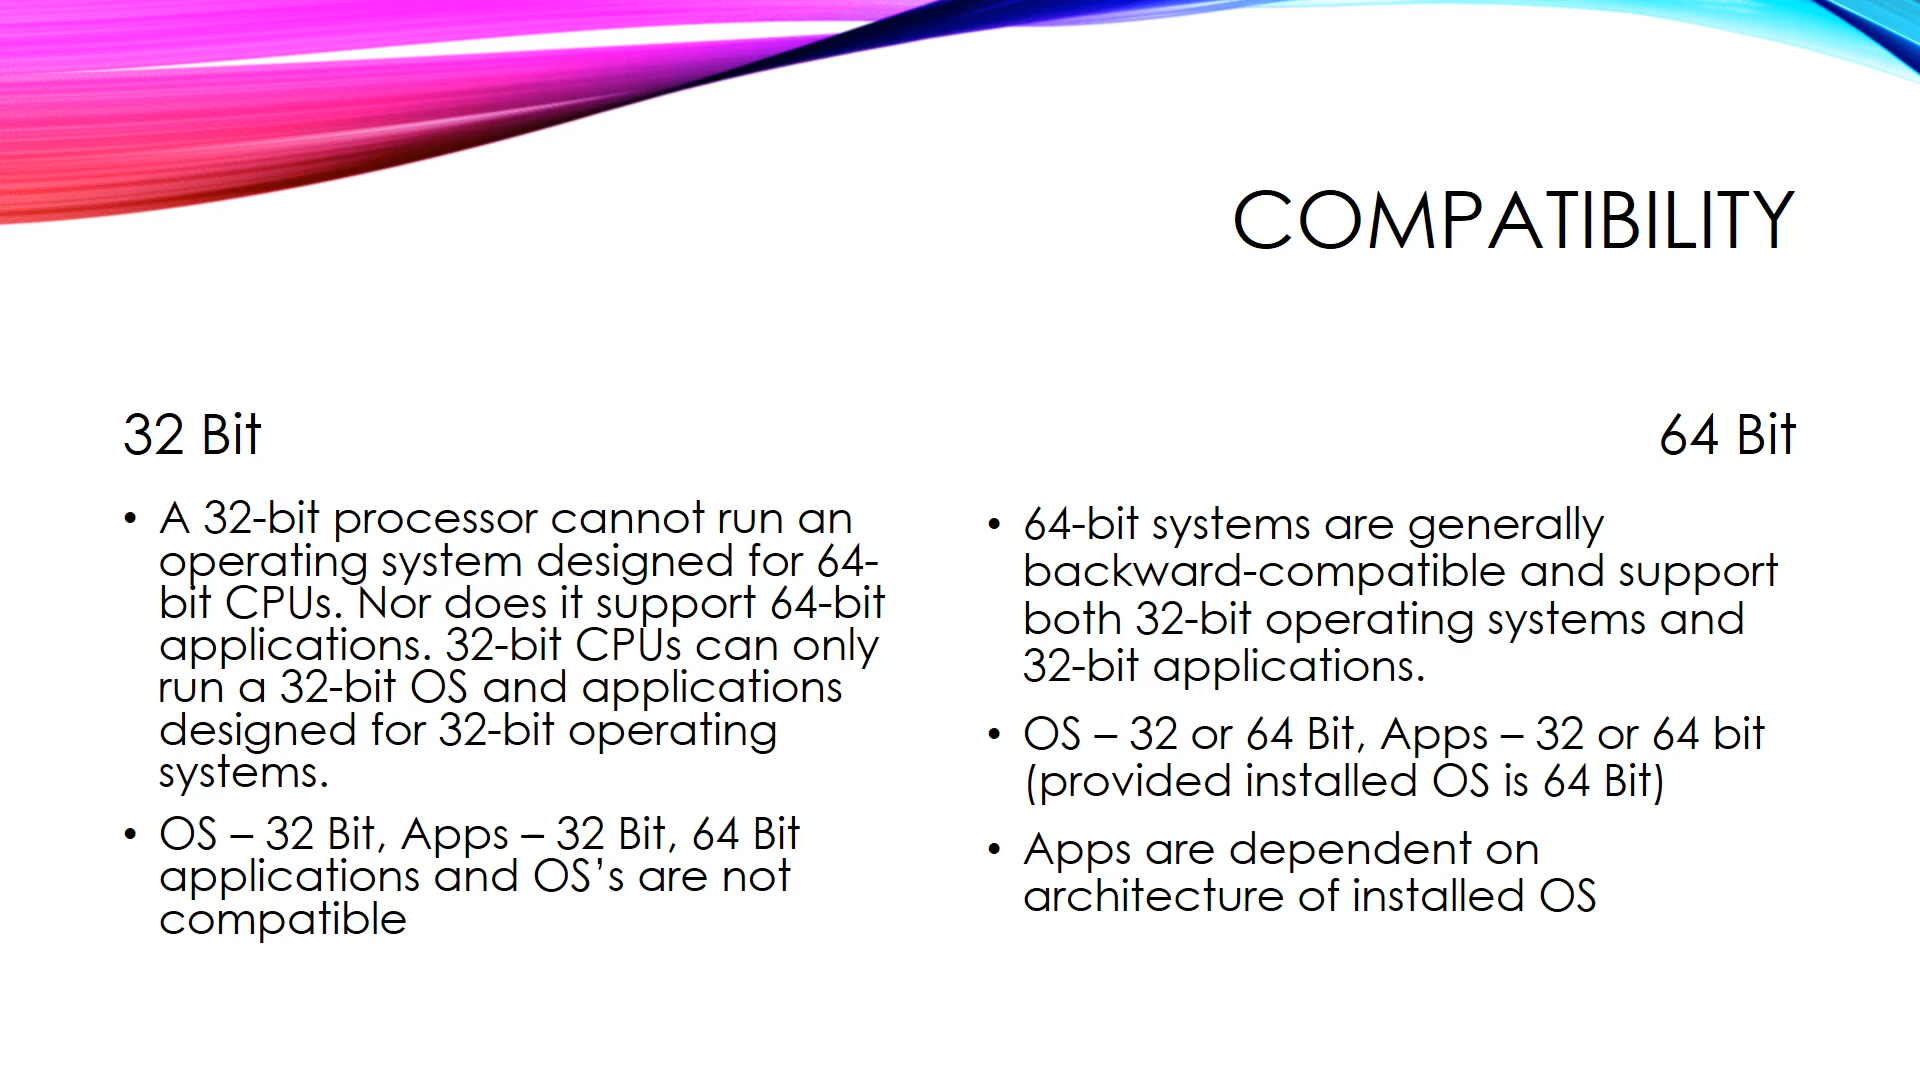 COMPATIBILITY
32 Bit
• A 32-bit processor cannot run an
operating system designed for 64-
bit CPUs. Nor does it support 64-bit
applications. 32-bit CPUs can only
run a 32-bit OS and applications
designed for 32-bit operating
systems.
• OS – 32 Bit, Apps – 32 Bit, 64 Bit
applications and OS’s are not
compatible
64 Bit
• 64-bit systems are generally
backward-compatible and support
both 32-bit operating systems and
32-bit applications.
• OS – 32 or 64 Bit, Apps – 32 or 64 bit
(provided installed OS is 64 Bit)
• Apps are dependent on
architecture of installed OS